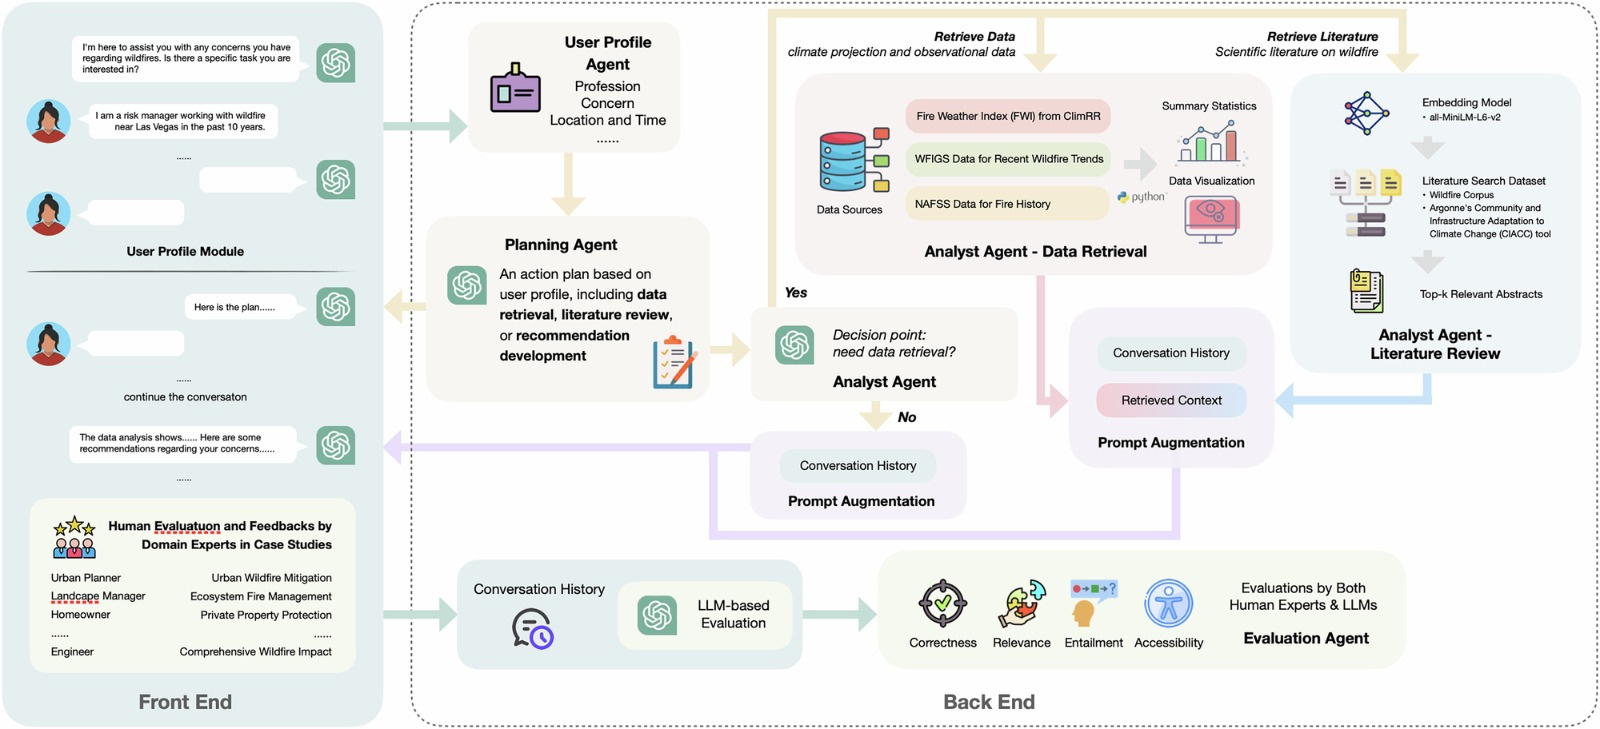 I'm here to assist you with any concerns you have
regarding wildfires. Is there a specific task you are
interested in?
I am a risk manager working with wildfire
near Las Vegas in the past 10 years.
......
User Profile Module
Here is the plan......
......
continue the conversaton
The data analysis shows...... Here are some
recommendations regarding your concerns......
......
Human Evaluatuon and Feedbacks by
Domain Experts in Case Studies
Urban Planner Urban Wildfire Mitigation
Landcape Manager Ecosystem Fire Management
Homeowner Private Property Protection
...... ......
Engineer Comprehensive Wildfire Impact
Front End
User Profile
Agent
Profession
Concern
Location and Time
......
Planning Agent
An action plan based on
user profile, including data
retrieval, literature review,
or recommendation
development
Yes
Decision point:
need data retrieval?
Analyst Agent
No
Conversation History
Prompt Augmentation
Retrieve Data
climate projection and observational data
Retrieve Literature
Scientific literature on wildfire
Data Sources
Fire Weather Index (FWI) from ClimRR
WFIGS Data for Recent Wildfire Trends
NAFSS Data for Fire History
Summary Statistics
Data Visualization
python
Analyst Agent - Data Retrieval
Embedding Model
• all-MiniLM-L6-v2
Literature Search Dataset
• Wildfire Corpus
• Argonne's Community and
Infrastructure Adaptation to
Climate Change (CIACC) tool
Top-k Relevant Abstracts
Analyst Agent -
Literature Review
Conversation History
Retrieved Context
Prompt Augmentation
Conversation History
LLM-based
Evaluation
Correctness
Relevance
?
Entailment
Accessibility
Evaluations by Both
Human Experts & LLMs
Evaluation Agent
Back End